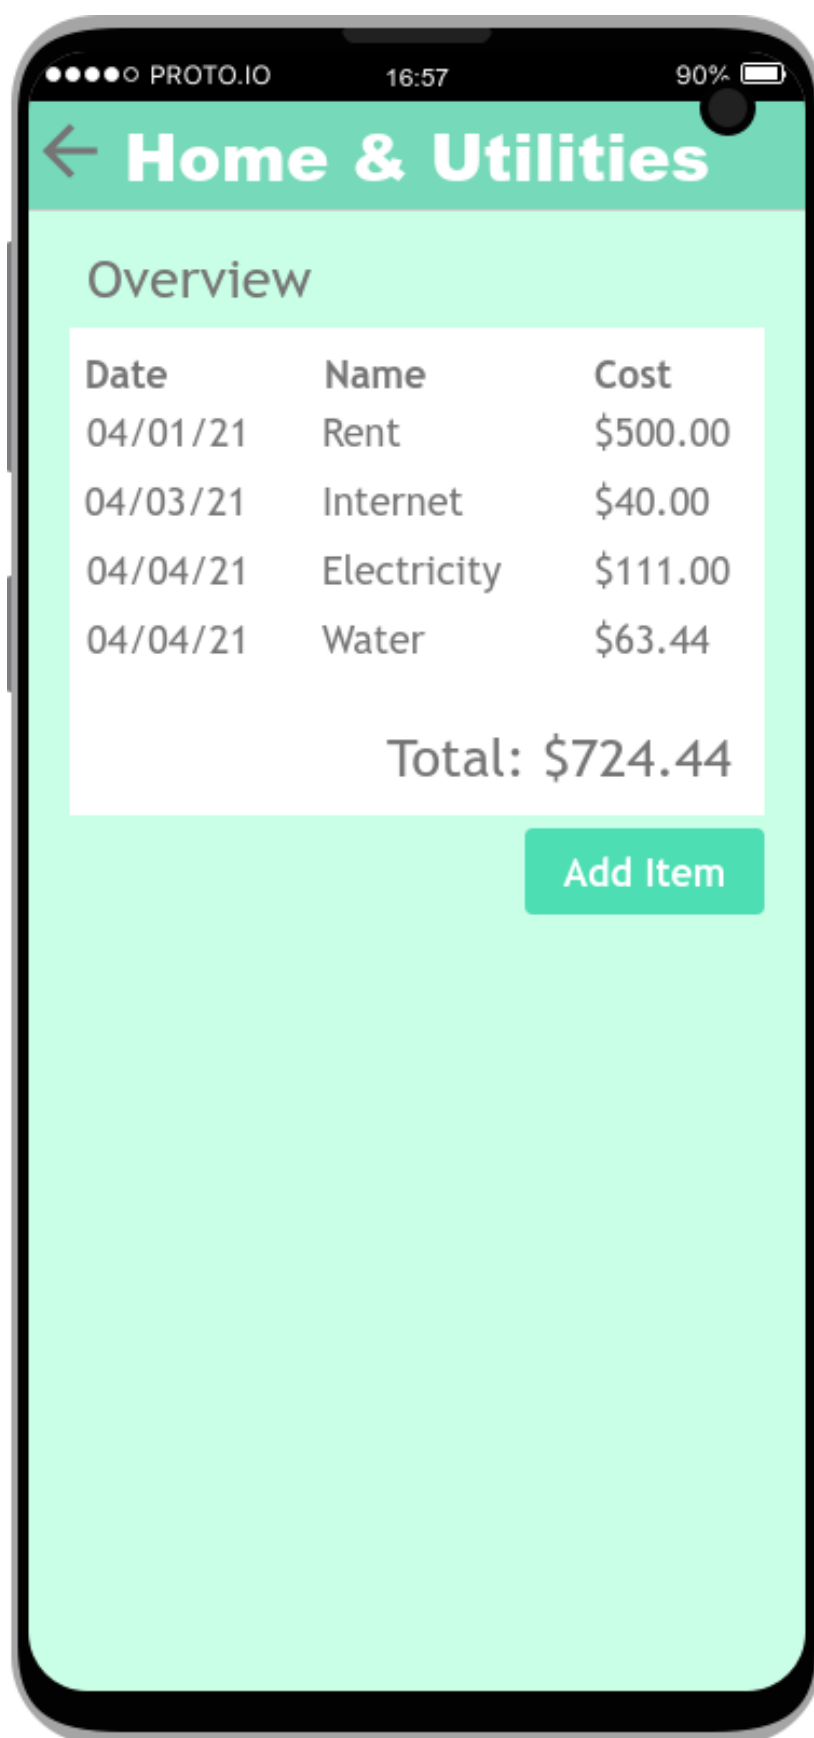 PROTO.IO 16:57 90%
Home & Utilities
Overview
Date Name Cost
04/01/21 Rent $500.00
04/03/21 Internet $40.00
04/04/21 Electricity $111.00
04/04/21 Water $63.44
Total: $724.44
Add Item